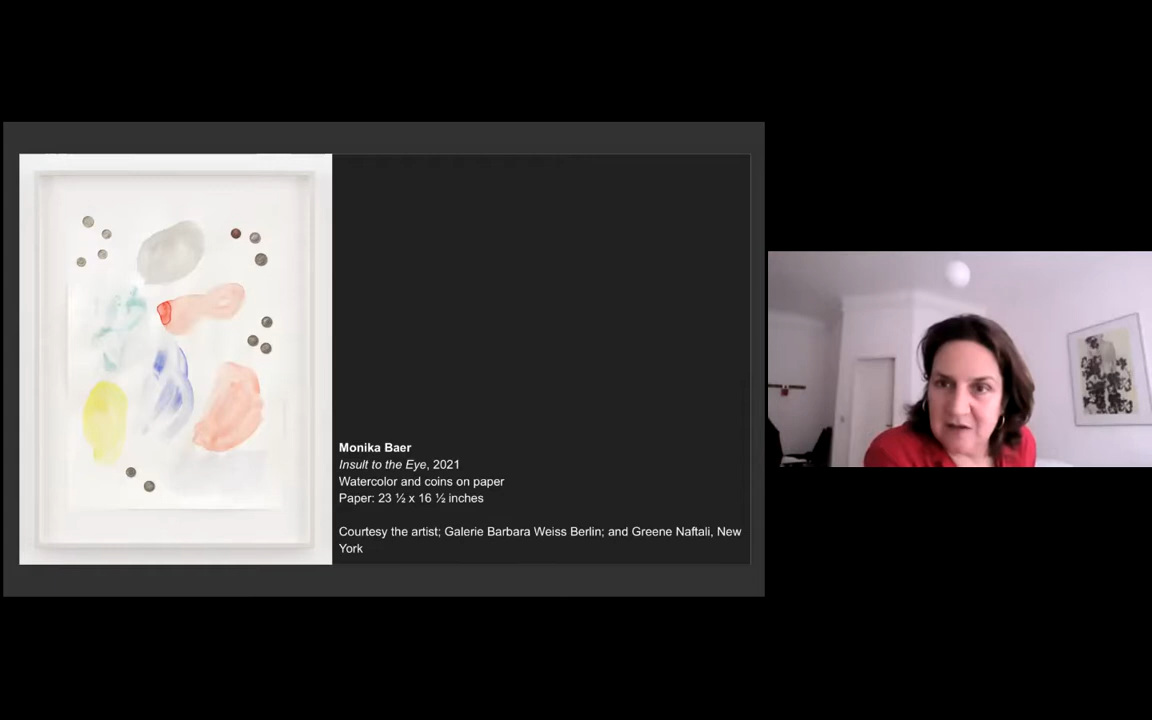 Monika Baer
Insult to the Eye, 2021
Watercolor and coins on paper
Paper: 23 ½ x 16 ½ inches
Courtesy the artist; Galerie Barbara Weiss Berlin; and Greene Naftali, New
York